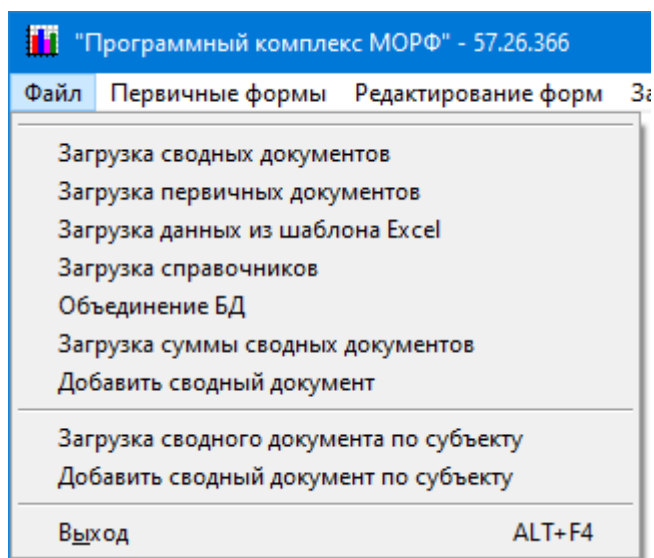 "Программный комплекс МОРФ" - 57.26.366
Файл Первичные формы Редактирование форм За
Загрузка сводных документов
Загрузка первичных документов
Загрузка данных из шаблона Excel
Загрузка справочников
Объединение БД
Загрузка суммы сводных документов
Добавить сводный документ
Загрузка сводного документа по субъекту
Добавить сводный документ по субъекту
Выход ALT+F4